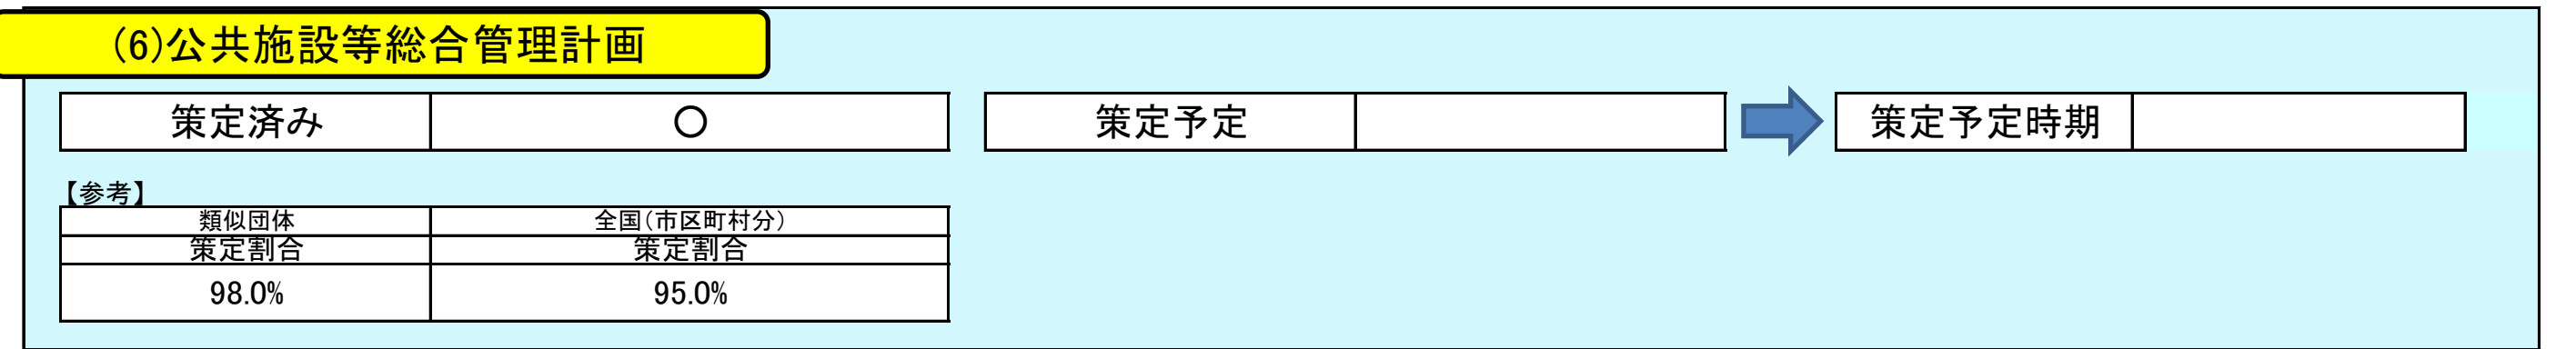 (6)公共施設等総合管理計画
策定済み ○ 策定予定 策定予定時期
【参考】
類似団体 全国(市区町村分)
策定割合 策定割合
98.0% 95.0%